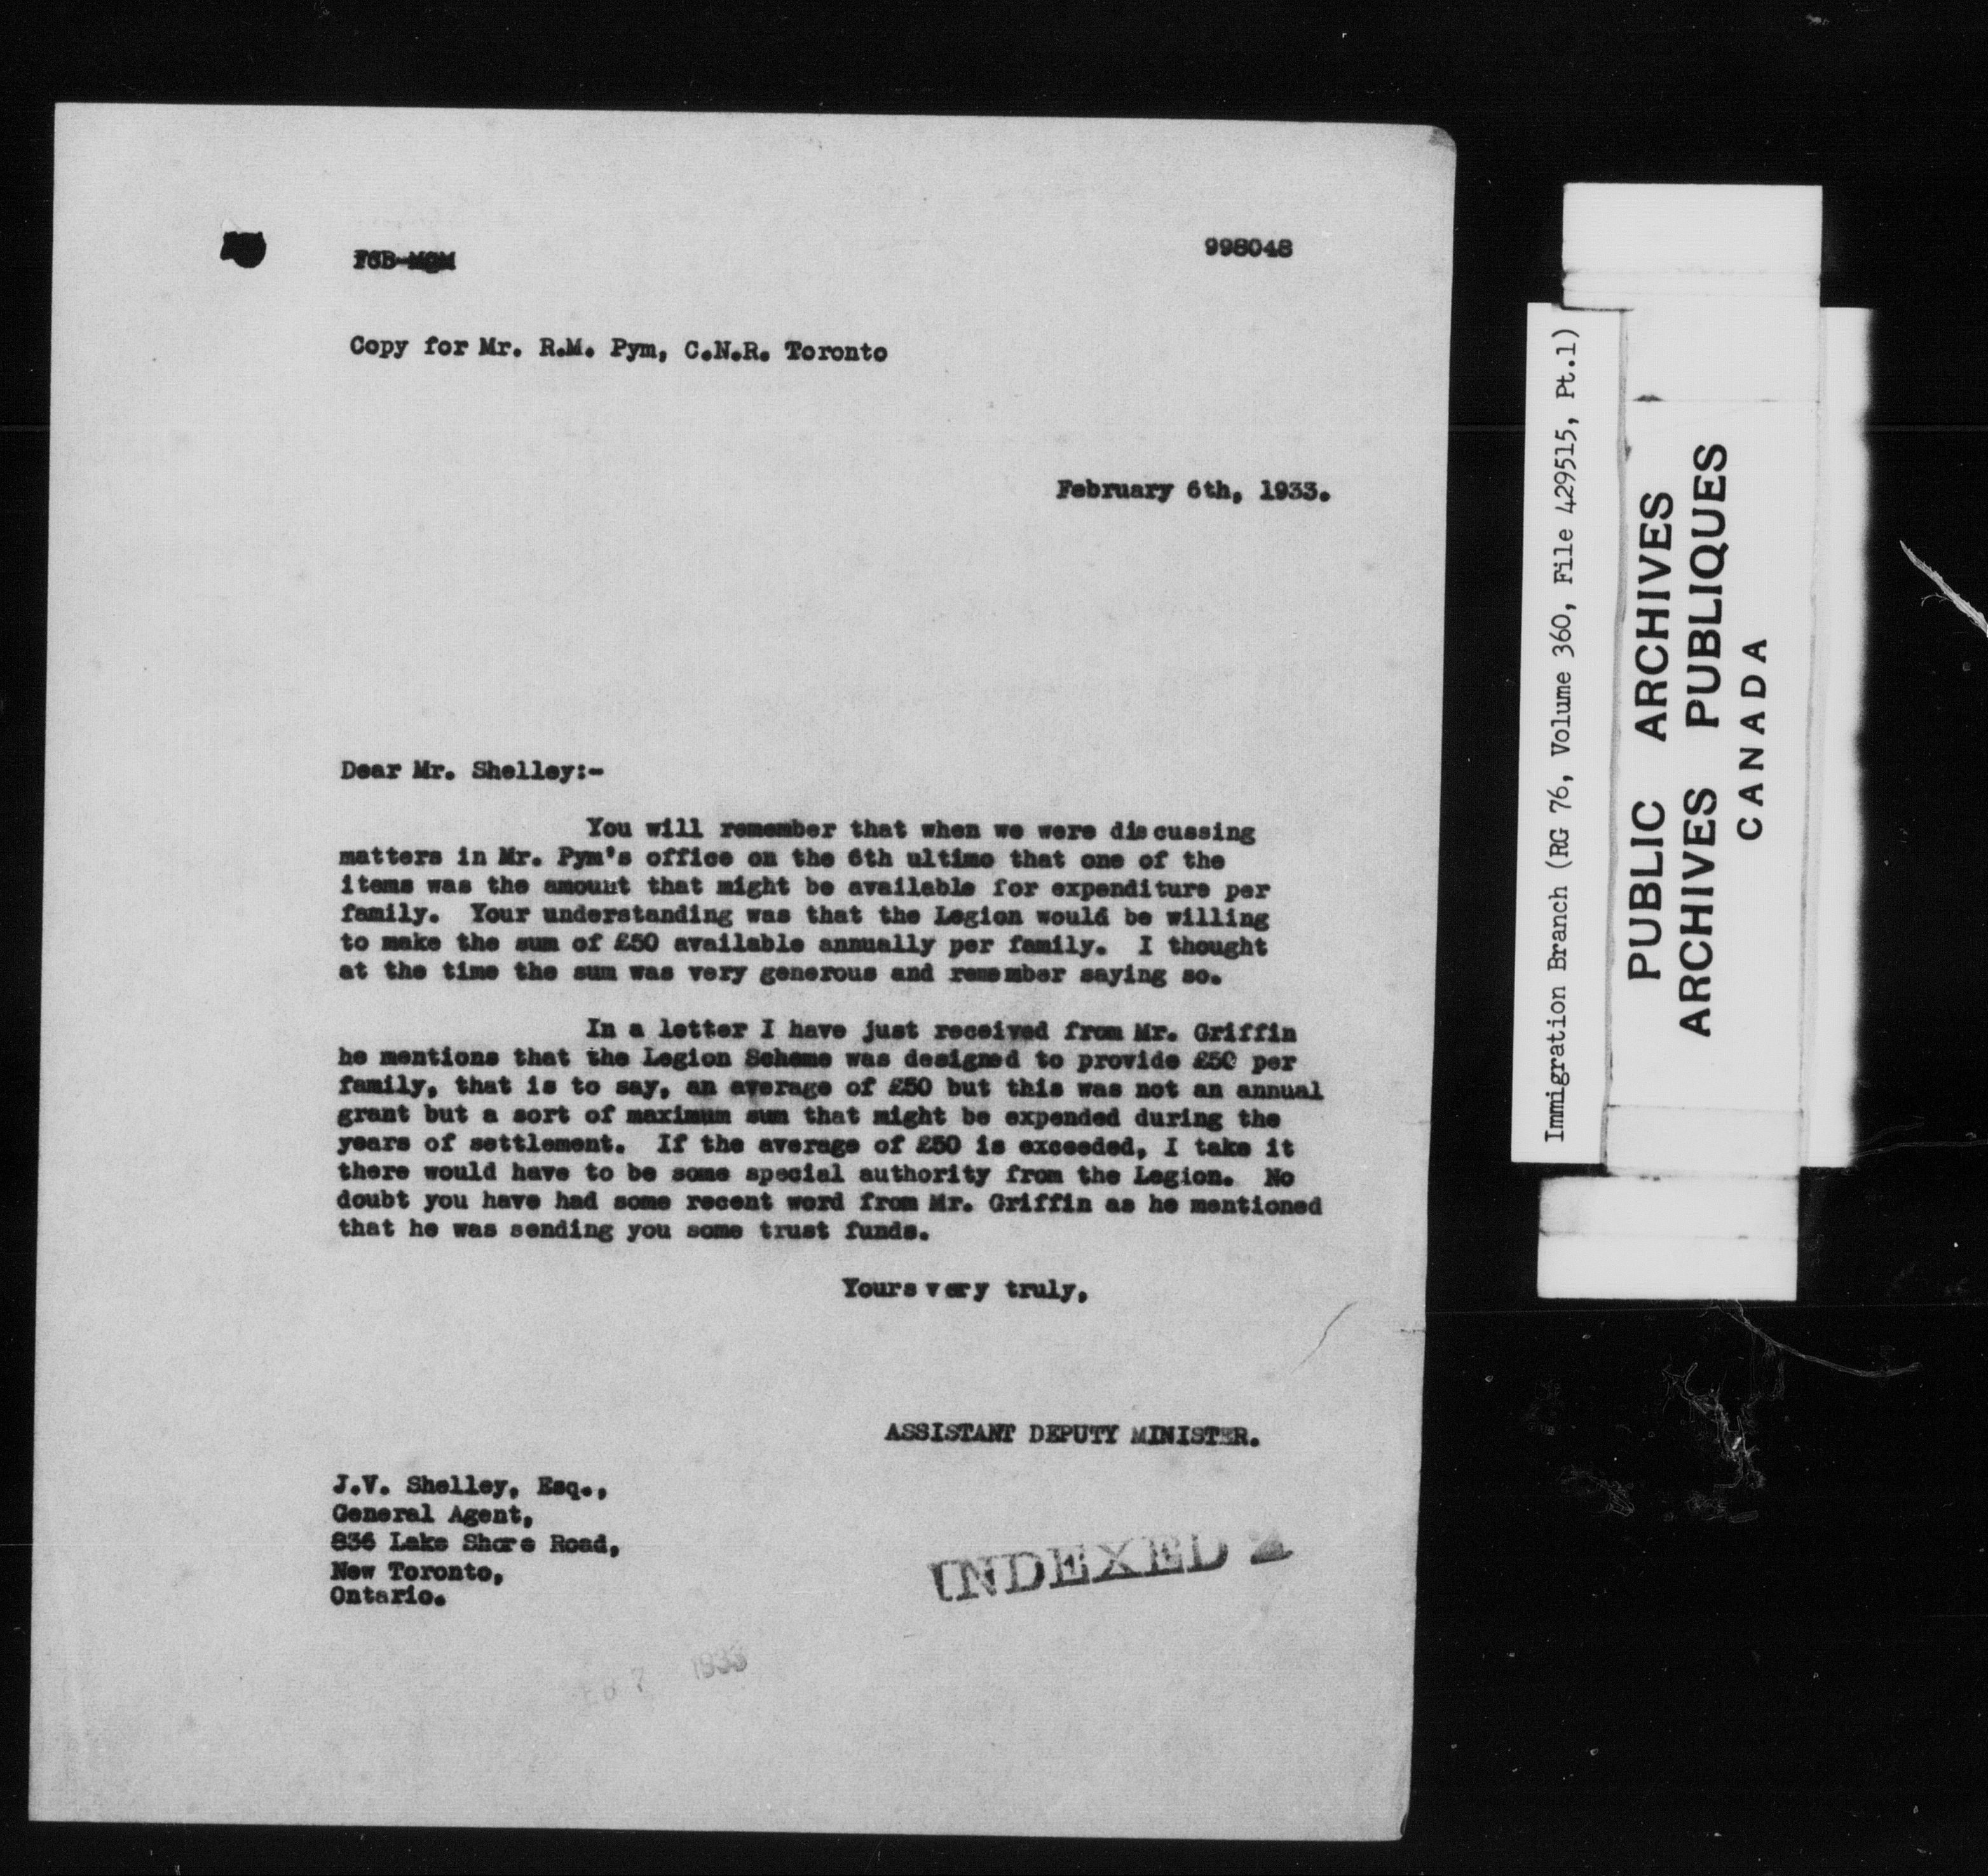 FCB-MGM
998048
Copy for Mr. R.M. Pym, C.N.R. Toronto
February 6th, 1933.
Dear Mr. Shelley:-
You will remember that when we were discussing
matters in Mr. Pym's office on the 6th ultimo that one of the
items was the amount that might be available for expenditure per
family. Your understanding was that the Legion would be willing
to make the sum of £50 available annually per family. I thought
at the time the sum was very generous and remember saying so.
In a letter I have just received from Mr. Griffin
he mentions that the Legion Scheme was designed to provide £50 per
family, that is to say, an average of £50 but this was not an annual
grant but a sort of maximum sum that might be expended during the
years of settlement. If the average of £50 is exceeded, I take it
there would have to be some special authority from the Legion. No
doubt you have had some recent word from Mr. Griffin as he mentioned
that he was sending you some trust funds.
Yours very truly,
ASSISTANT DEPUTY MINISTER.
J.V. Shelley, Esq.,
General Agent,
836 Lake Shore Road,
New Toronto,
Ontario.
INDEXED
7 1933
Immigration Branch (RG 76, Volume 360, File 429515, Pt.1)
PUBLIC ARCHIVES
ARCHIVES PUBLIQUES
CANADA